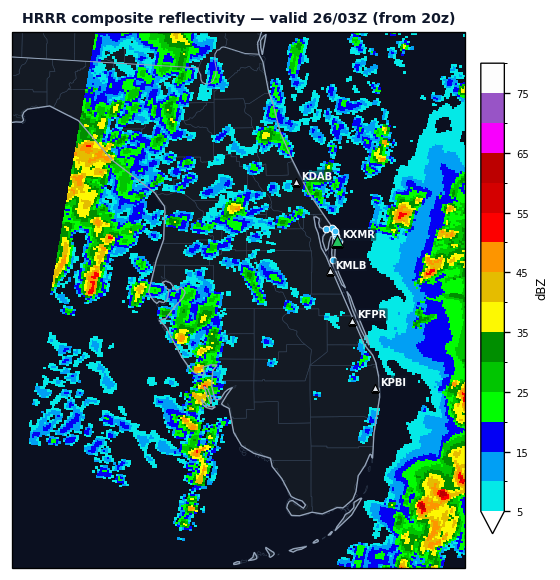 HRRR composite reflectivity — valid 26/03Z (from 20z)
KDAB
KXMR
KMLB
KFPR
KPBI
75
65
55
45
35
25
15
5
dBZ